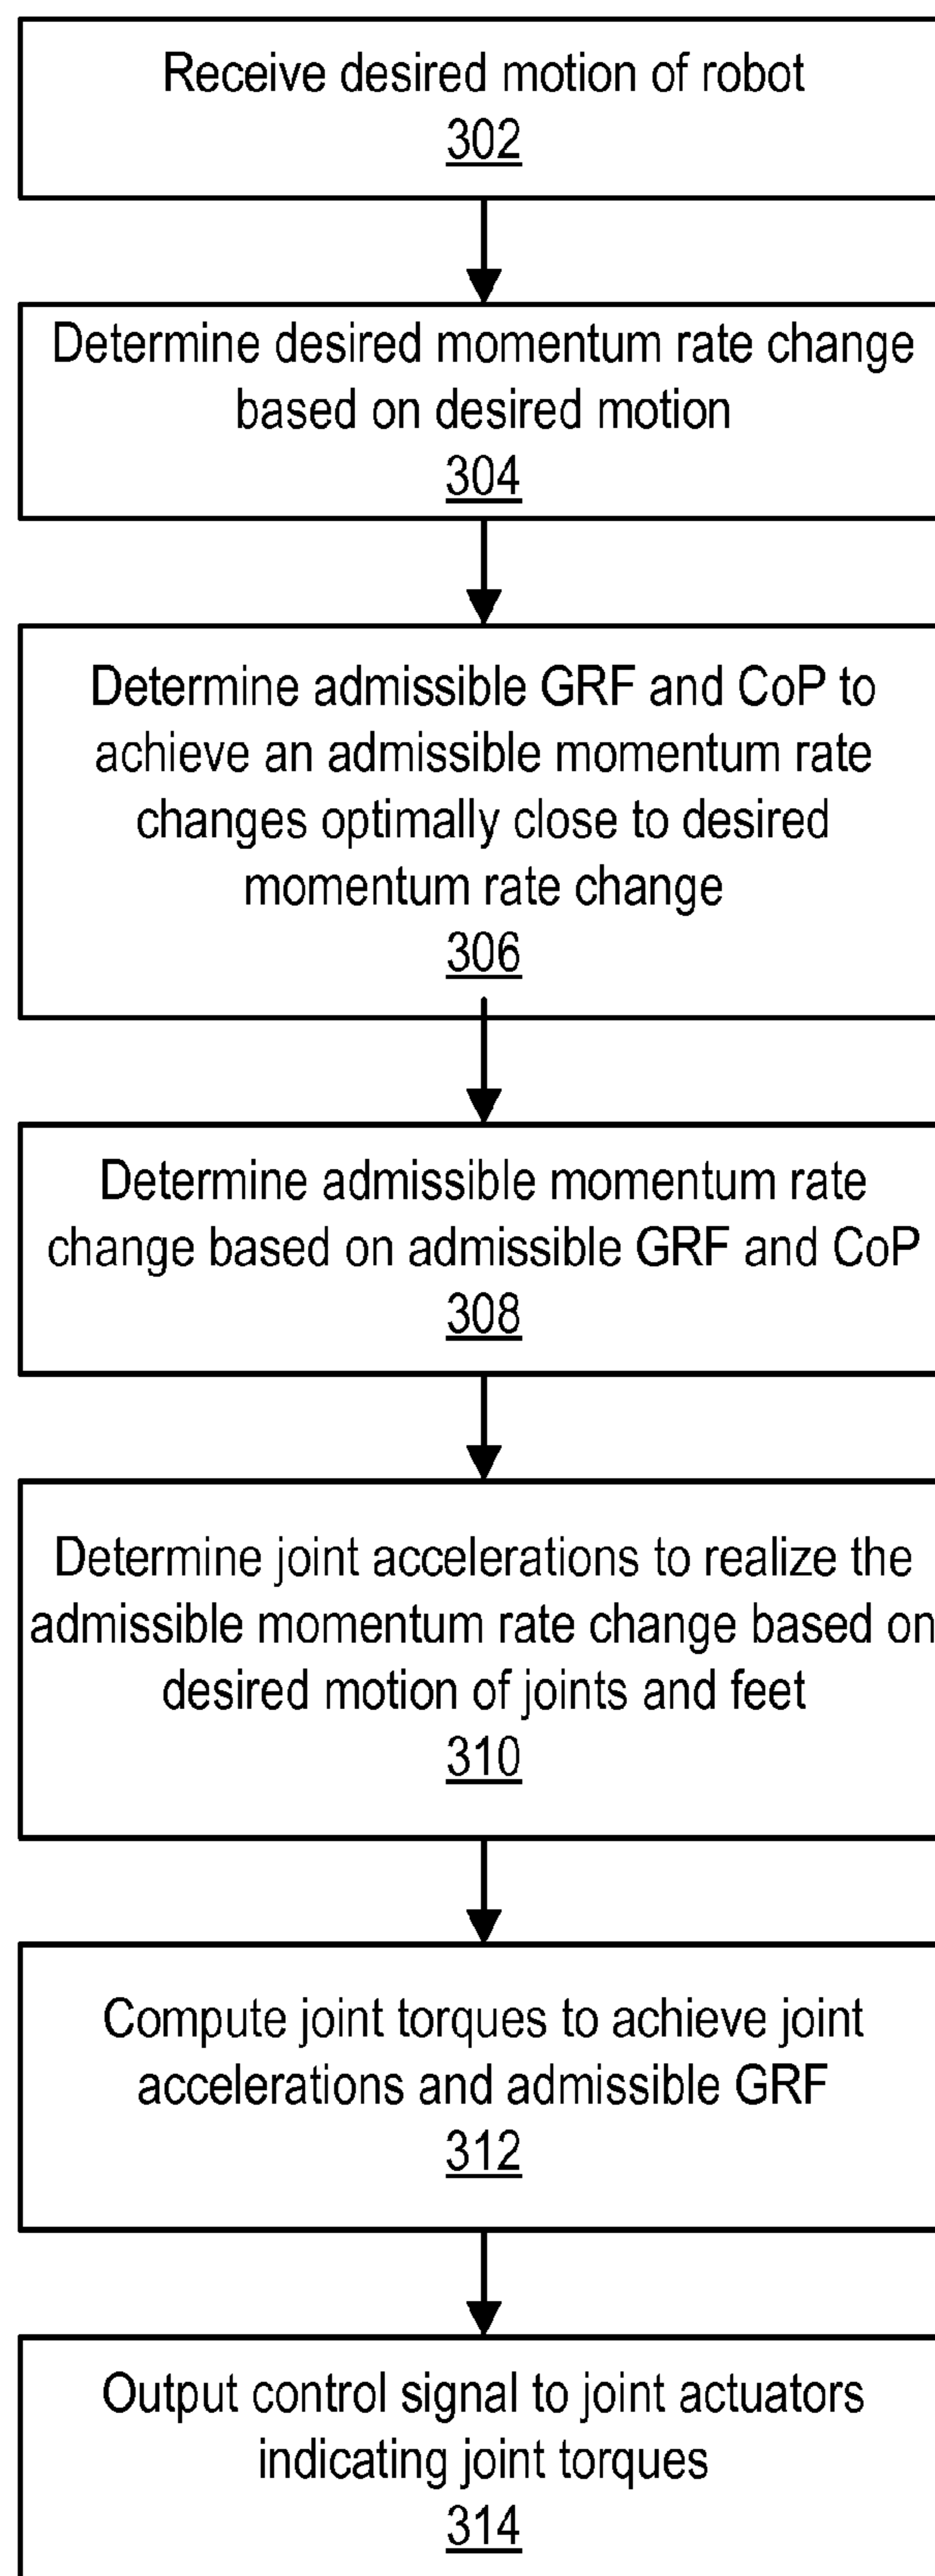 Receive desired motion of robot
302
Determine desired momentum rate change
based on desired motion
304
Determine admissible GRF and CoP to
achieve an admissible momentum rate
changes optimally close to desired
momentum rate change
306
Determine admissible momentum rate
change based on admissible GRF and CoP
308
Determine joint accelerations to realize the
admissible momentum rate change based on
desired motion of joints and feet
310
Compute joint torques to achieve joint
accelerations and admissible GRF
312
Output control signal to joint actuators
indicating joint torques
314